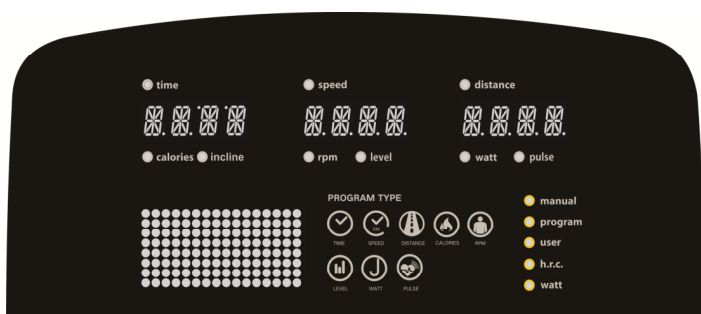 time speed distance
calories incline rpm level watt pulse
PROGRAM TYPE
manual
program
TIME SPEED DISTANCE CALORIES RPM
user
h.r.c.
LEVEL WATT PULSE
watt